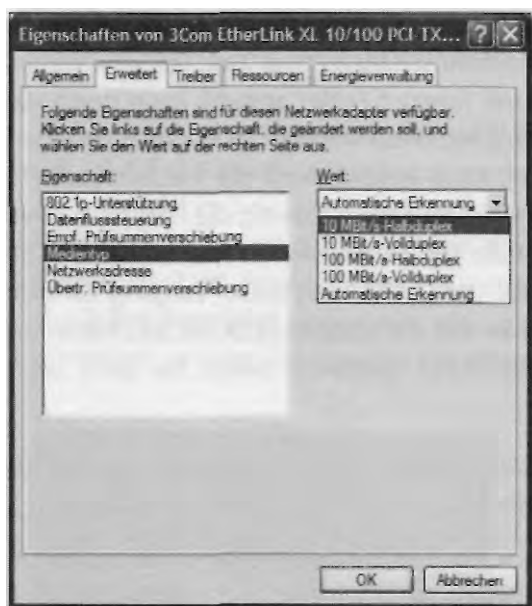 Eigenschaften von 3Com EtherLink XL 10/100 PCI-TX...
Allgemein Erweitert Treiber Ressourcen Energieverwaltung
Folgende Eigenschaften sind für diesen Netzwerkadapter verfügbar.
Klicken Sie links auf die Eigenschaft, die geändert werden soll, und
wählen Sie den Wert auf der rechten Seite aus.
Eigenschaft:
802.1p-Unterstützung
Datenflusssteuerung
Empf. Prüfsummenverschiebung
Medientyp
Netzwerkadresse
Übertr. Prüfsummenverschiebung
Wert:
Automatische Erkennung
10 MBit/s-Halbduplex
10 MBit/s-Vollduplex
100 MBit/s-Halbduplex
100 MBit/s-Vollduplex
Automatische Erkennung
OK Abbrechen